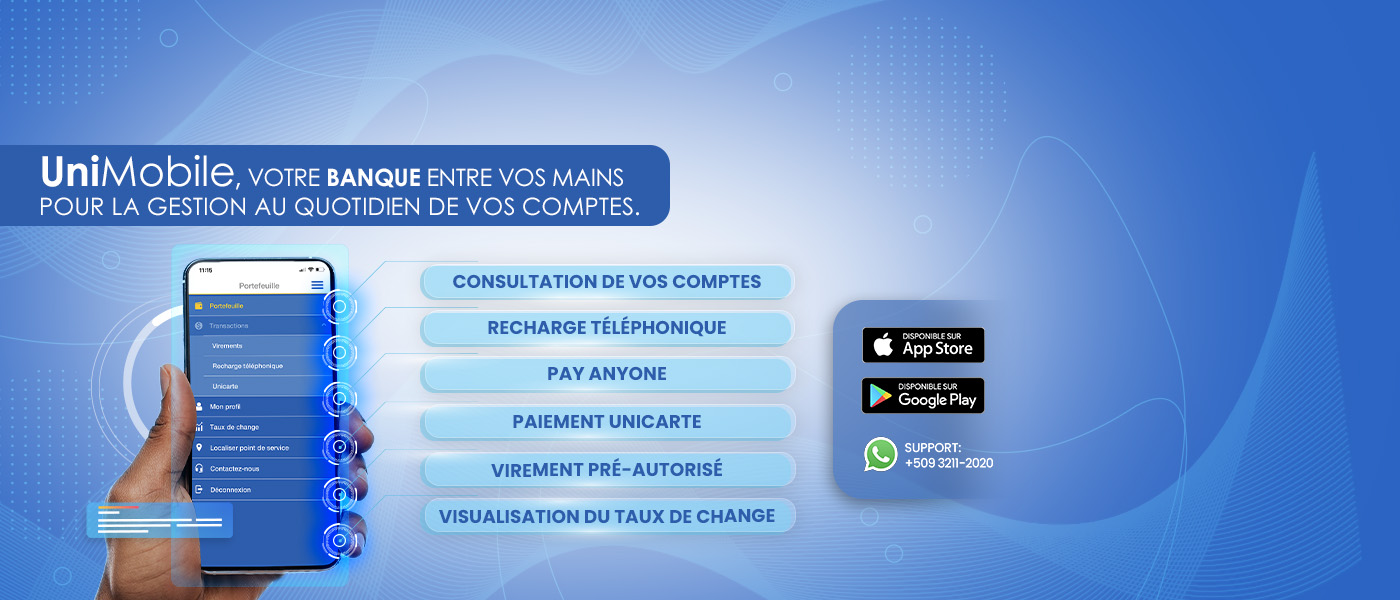 UniMobile, VOTRE BANQUE ENTRE VOS MAINS
POUR LA GESTION AU QUOTIDIEN DE VOS COMPTES.
11:15
Portefeuille
Portefeuille
Transactions
Virements
Recharge téléphonique
Unicarte
Mon profil
Taux de change
Localiser point de service
Contactez-nous
Déconnexion
CONSULTATION DE VOS COMPTES
RECHARGE TÉLÉPHONIQUE
PAY ANYONE
PAIEMENT UNICARTE
VIREMENT PRÉ-AUTORISÉ
VISUALISATION DU TAUX DE CHANGE
DISPONIBLE SUR
App Store
DISPONIBLE SUR
Google Play
SUPPORT:
+509 3211-2020